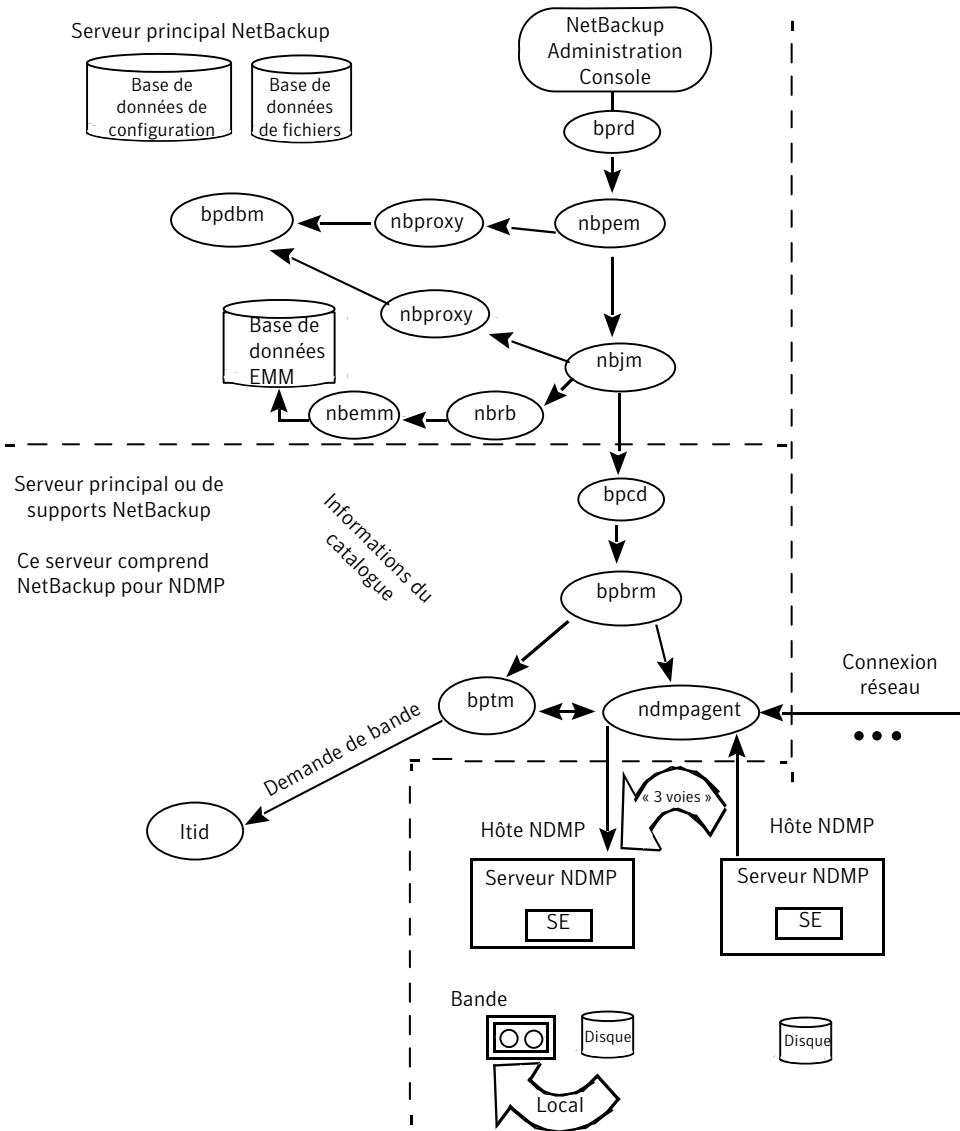 Serveur principal NetBackup
NetBackup
Administration
Console
Base de
données de
configuration
Base de
données
de fichiers
bprd
bpdbm
nbproxy
nbpem
nbproxy
Base de
données
EMM
nbjm
nbemm
nbrb
Serveur principal ou de
supports NetBackup
Ce serveur comprend
NetBackup pour NDMP
Informations du
catalogue
bpcd
bpbrm
Connexion
réseau
bptm
ndmpagent
Demande de bande
« 3 voies »
ltid
Hôte NDMP
Hôte NDMP
Serveur NDMP
SE
Serveur NDMP
SE
Bande
Disque
Disque
Local